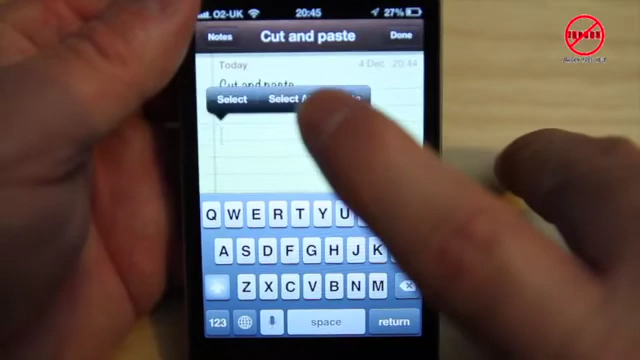 O2-UK 20:45 27%
Notes Cut and paste Done
Today 4 Dec 20:44
Cut and paste
Select Select
Q W E R T Y U
A S D F G H J K
Z X C V B N M
123 space return